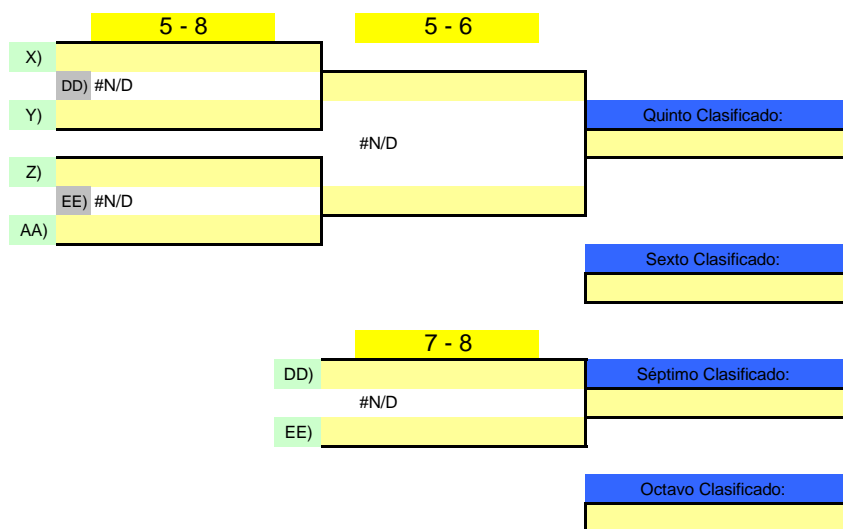 5 - 8 5 - 6
X)
DD) #N/D
Y) Quinto Clasificado:
#N/D
Z)
EE) #N/D
AA)
Sexto Clasificado:
7 - 8
DD) Séptimo Clasificado:
#N/D
EE)
Octavo Clasificado: